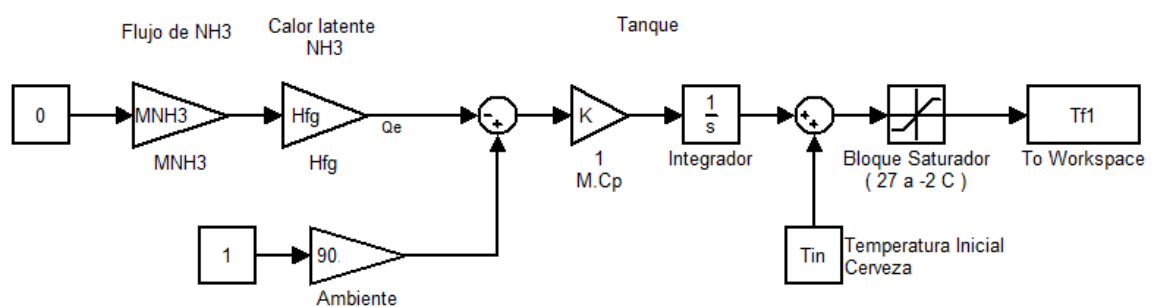 Flujo de NH3
Calor latente
NH3
Tanque
0
MNH3
Hfg
Qe
-
+
K
1
s
+
+
Tf1
MNH3
Hfg
1
M.Cp
Integrador
Bloque Saturador
( 27 a -2 C )
To Workspace
1
90.
Ambiente
Tin
Temperatura Inicial
Cerveza